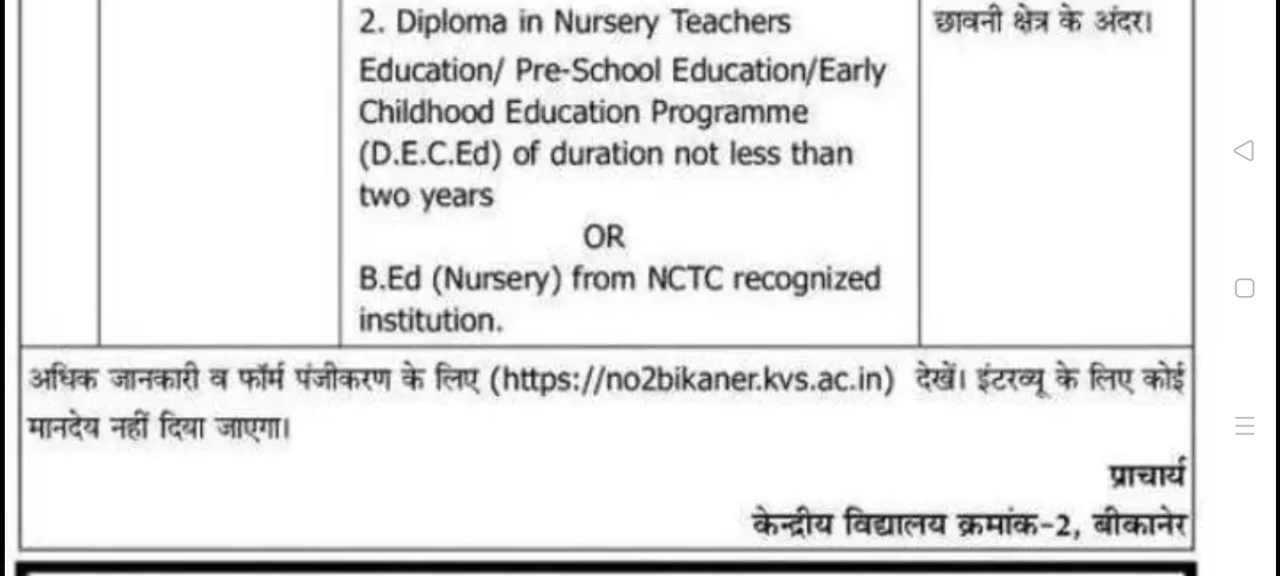 2. Diploma in Nursery Teachers
Education/ Pre-School Education/Early
Childhood Education Programme
(D.E.C.Ed) of duration not less than
two years
OR
B.Ed (Nursery) from NCTC recognized
institution.
छावनी क्षेत्र के अंदर।
अधिक जानकारी व फॉर्म पंजीकरण के लिए (https://no2bikaner.kvs.ac.in) देखें। इंटरव्यू के लिए कोई
मानदेय नहीं दिया जाएगा।
प्राचार्य
केन्द्रीय विद्यालय क्रमांक-2, बीकानेर